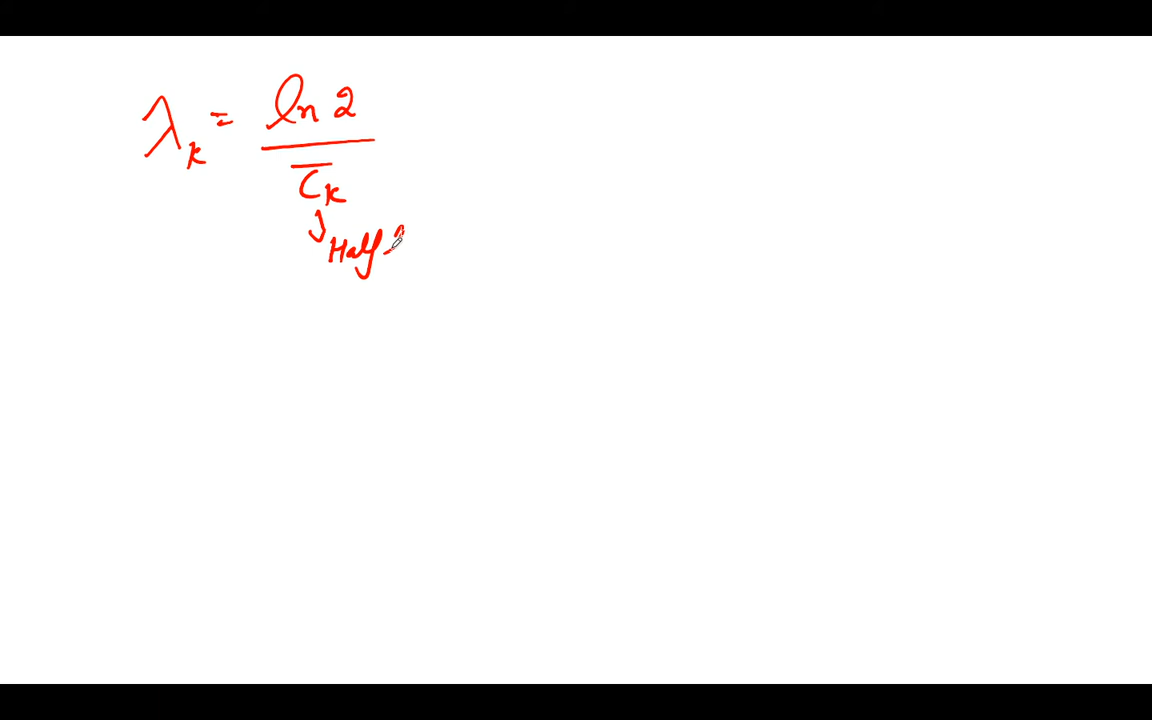 λₖ = ln 2 / τₖ
↓ Half-